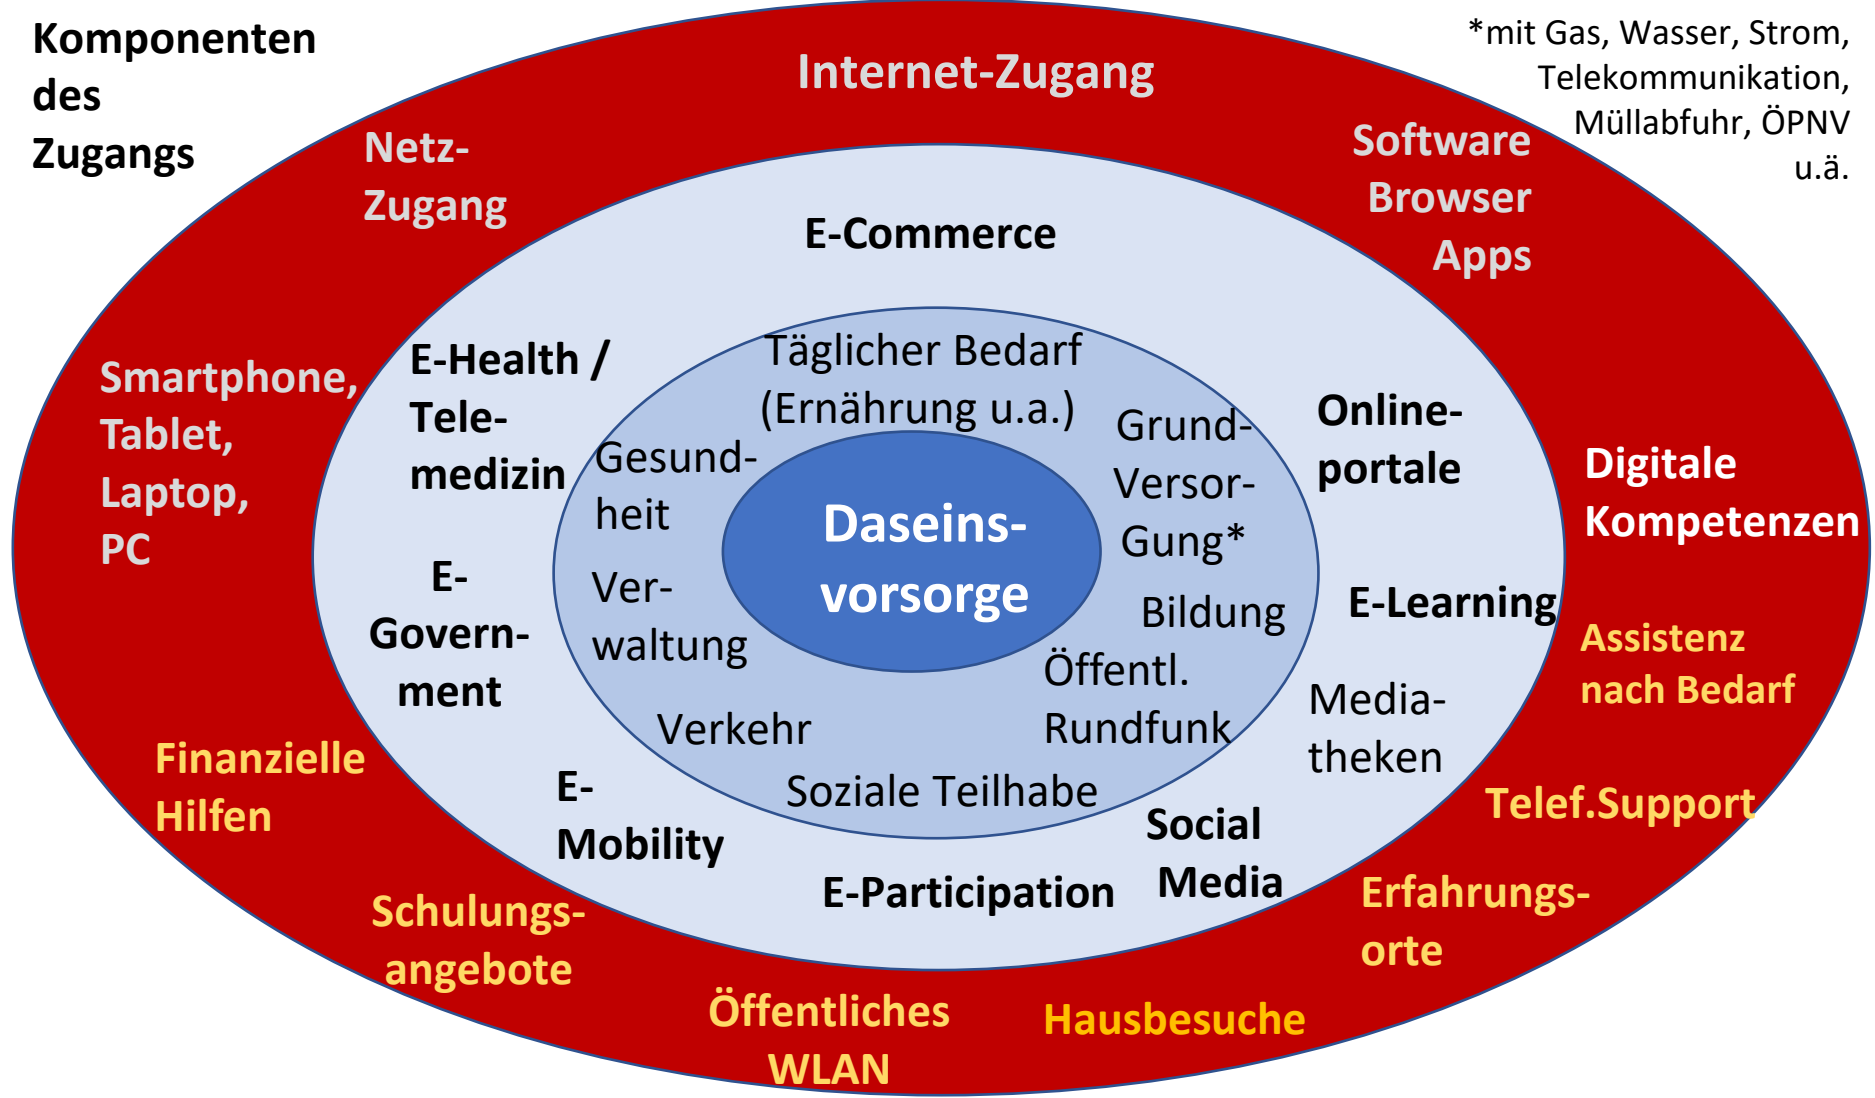 Komponenten
des
Zugangs
*mit Gas, Wasser, Strom,
Telekommunikation,
Müllabfuhr, ÖPNV
u.ä.
Internet-Zugang
Netz-
Zugang
Software
Browser
Apps
Smartphone,
Tablet,
Laptop,
PC
Digitale
Kompetenzen
Assistenz
nach Bedarf
Telef.Support
Erfahrungs-
orte
Hausbesuche
Öffentliches
WLAN
Schulungs-
angebote
Finanzielle
Hilfen
E-Commerce
E-Health /
Tele-
medizin
Online-
portale
E-
Govern-
ment
E-Learning
Media-
theken
E-
Mobility
Social
Media
E-Participation
Täglicher Bedarf
(Ernährung u.a.)
Gesund-
heit
Grund-
Versor-
Gung*
Ver-
waltung
Bildung
Öffentl.
Rundfunk
Verkehr
Soziale Teilhabe
Daseins-
vorsorge